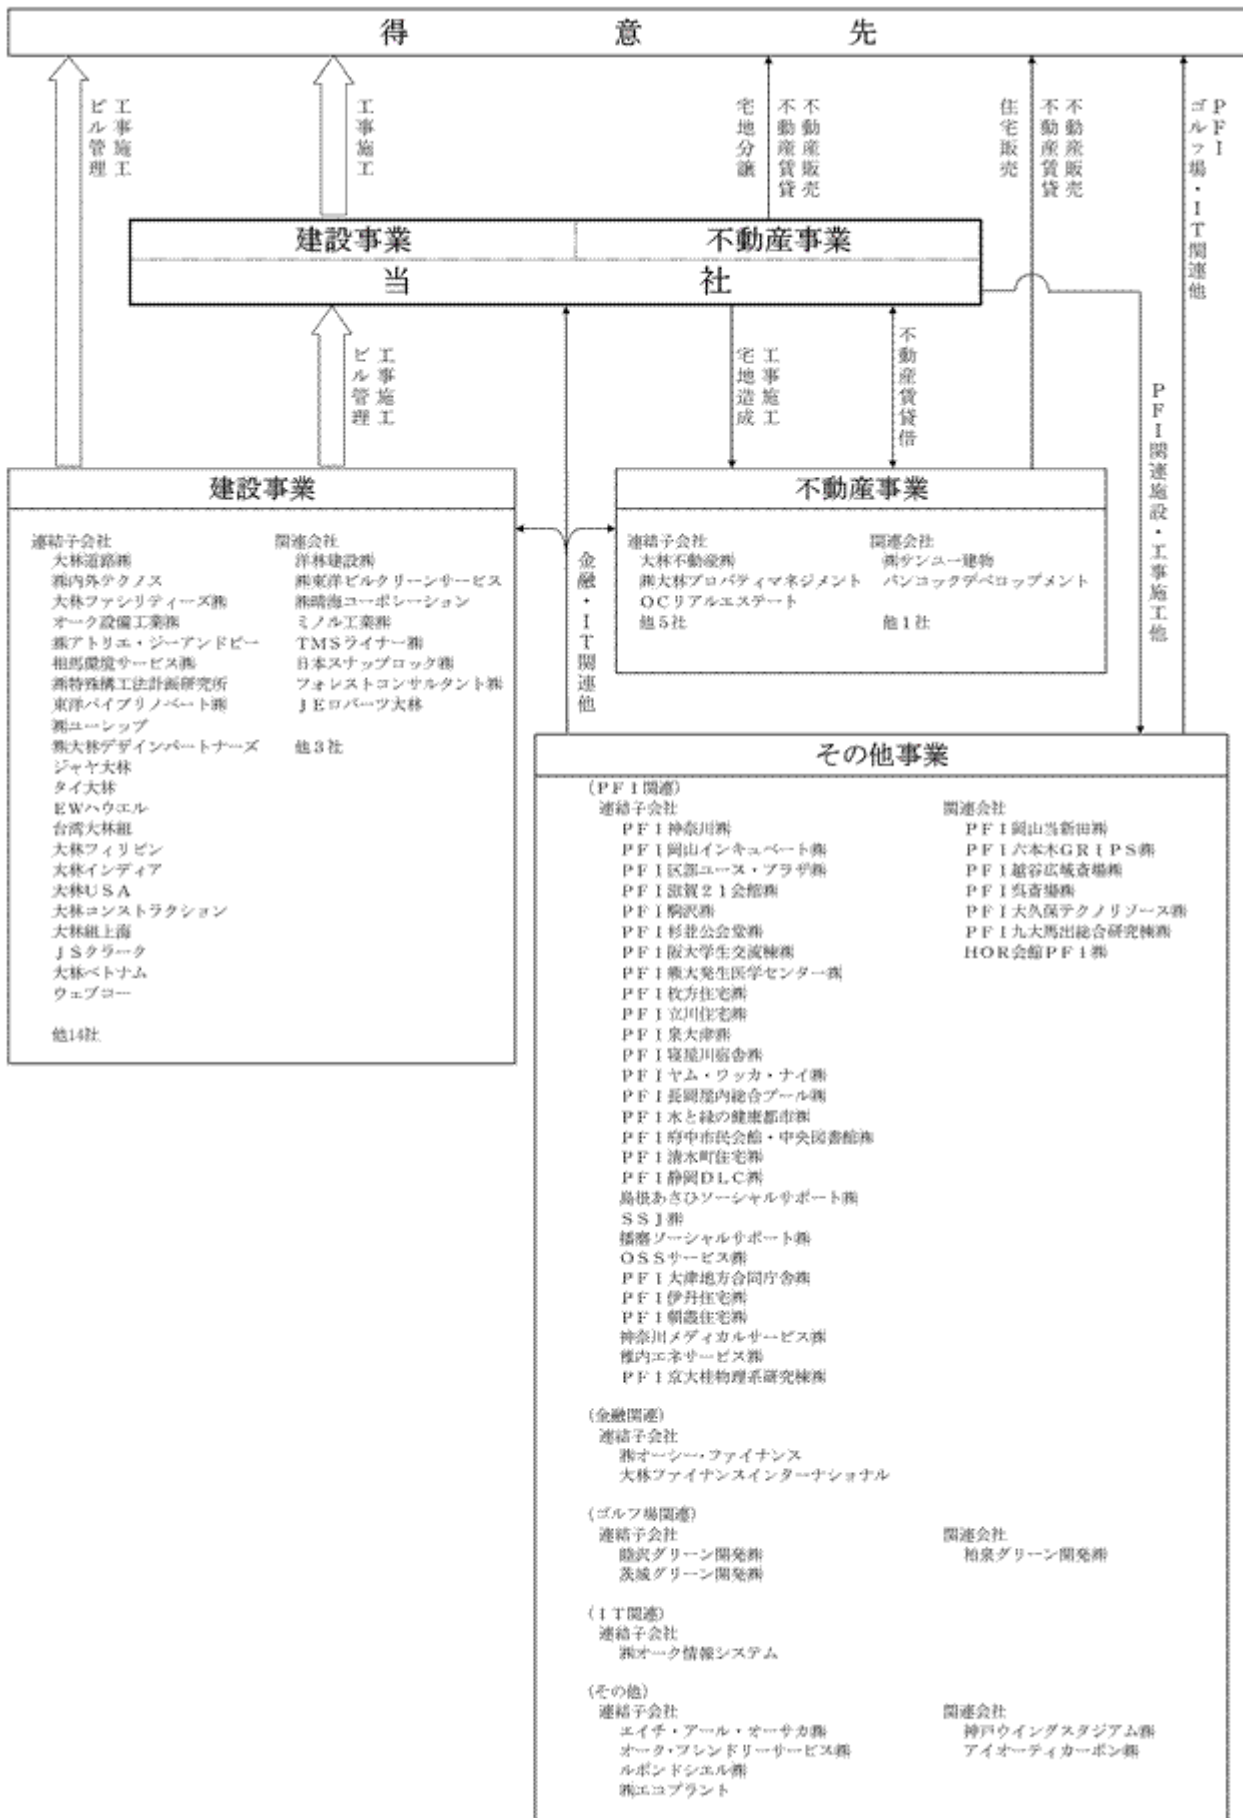 得意先
工事施工
ビル管理
工事施工
不動産販売
不動産賃貸
宅地分譲
不動産販売
不動産賃貸
住宅販売
PFI
ゴルフ場・IT関連他
建設事業
不動産事業
当社
工事施工
ビル管理
工事施工
宅地造成
不動産賃貸借
PFI関連施設・工事施工他
金融・IT関連他
建設事業
連結子会社
大林道路㈱
㈱内外テクノス
大林ファシリティーズ㈱
オーク設備工業㈱
㈱アトリエ・ジーアンドビー
相馬環境サービス㈱
㈱特殊構工法計画研究所
東洋パイプリノベート㈱
㈱ユーシップ
㈱大林デザインパートナーズ
ジャヤ大林
タイ大林
EWハウエル
台湾大林組
大林フィリピン
大林インディア
大林USA
大林コンストラクション
大林組上海
JSクラーク
大林ベトナム
ウェブコー
他14社
関連会社
洋林建設㈱
㈱東洋ビルクリーンサービス
㈱晴海コーポレーション
ミノル工業㈱
TMSライナー㈱
日本スナップロック㈱
フォレストコンサルタント㈱
JEロバーツ大林
他3社
不動産事業
連結子会社
大林不動産㈱
㈱大林プロパティマネジメント
OCリアルエステート
他5社
関連会社
㈱サンユー建物
バンコックデベロップメント
他1社
その他事業
(PFI関連)
連結子会社
PFI神奈川㈱
PFI岡山インキュベート㈱
PFI区部ユース・プラザ㈱
PFI滋賀21会館㈱
PFI駒沢㈱
PFI杉並公会堂㈱
PFI阪大学生交流棟㈱
PFI熊大発生医学センター㈱
PFI枚方住宅㈱
PFI立川住宅㈱
PFI泉大津㈱
PFI寝屋川宿舎㈱
PFIヤム・ワッカ・ナイ㈱
PFI長岡屋内総合プール㈱
PFI水と緑の健康都市㈱
PFI府中市民会館・中央図書館㈱
PFI清水町住宅㈱
PFI静岡DLC㈱
島根あさひソーシャルサポート㈱
SSJ㈱
播磨ソーシャルサポート㈱
OSSサービス㈱
PFI大津地方合同庁舎㈱
PFI伊丹住宅㈱
PFI朝霞住宅㈱
神奈川メディカルサービス㈱
稚内エネサービス㈱
PFI京大桂物理系研究棟㈱
関連会社
PFI岡山当新田㈱
PFI六本木GRIPS㈱
PFI越谷広域斎場㈱
PFI呉斎場㈱
PFI大久保テクノリソース㈱
PFI九大馬出総合研究棟㈱
HOR会館PFI㈱
(金融関連)
連結子会社
㈱オーシー・ファイナンス
大林ファイナンスインターナショナル
(ゴルフ場関連)
連結子会社
睦沢グリーン開発㈱
茨城グリーン開発㈱
関連会社
柏泉グリーン開発㈱
(IT関連)
連結子会社
㈱オーク情報システム
(その他)
連結子会社
エイチ・アール・オーサカ㈱
オーク・フレンドリーサービス㈱
ルポンドシエル㈱
㈱エコプラント
関連会社
神戸ウイングスタジアム㈱
アイオーティカーボン㈱